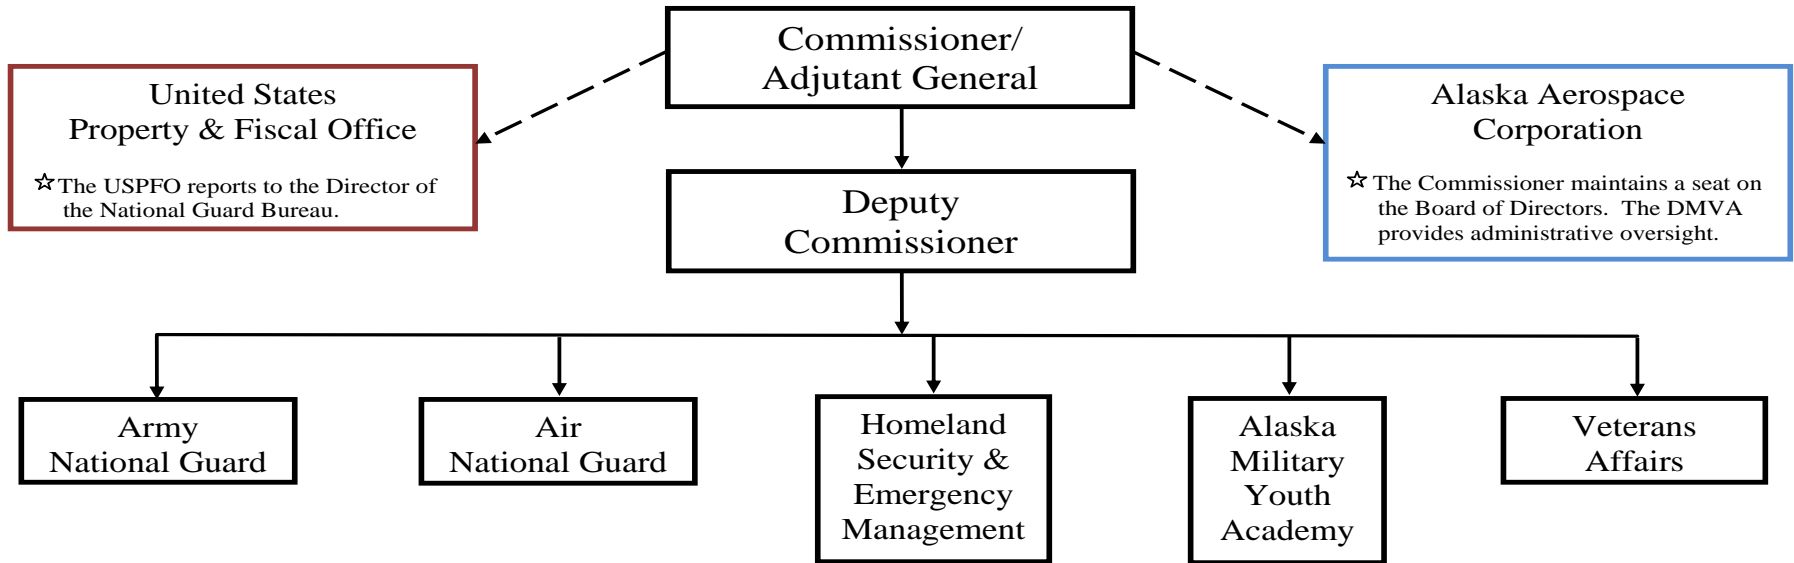 Commissioner/
Adjutant General
United States
Property & Fiscal Office
☆ The USPFO reports to the Director of
the National Guard Bureau.
Alaska Aerospace
Corporation
☆ The Commissioner maintains a seat on
the Board of Directors.  The DMVA
provides administrative oversight.
Deputy
Commissioner
Army
National Guard
Air
National Guard
Homeland
Security &
Emergency
Management
Alaska
Military
Youth
Academy
Veterans
Affairs